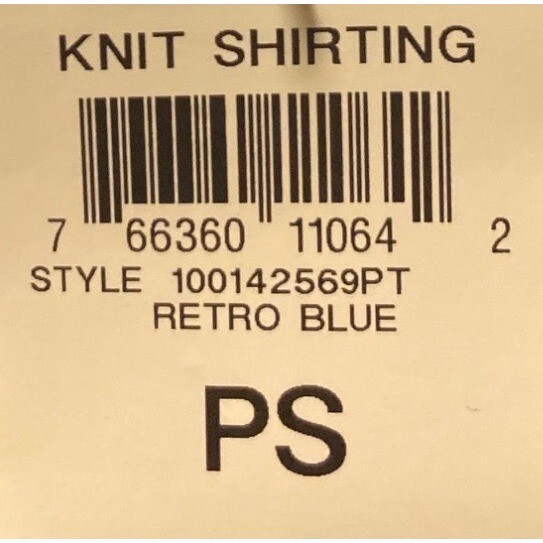 KNIT SHIRTING
7 66360 11064 2
STYLE 100142569PT
RETRO BLUE
PS